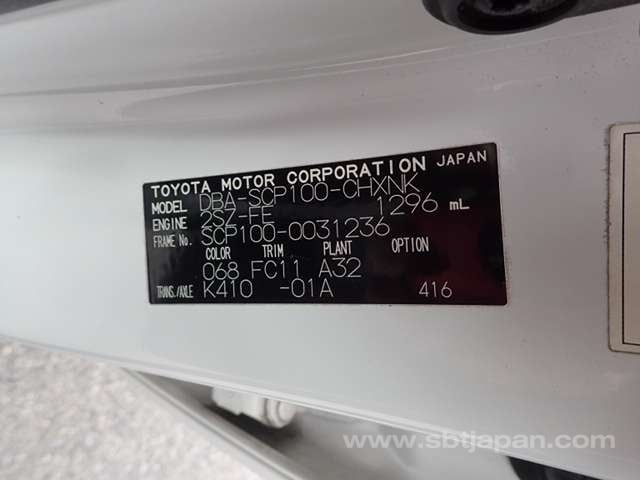 TOYOTA MOTOR CORPORATION JAPAN
MODEL DBA-SCP100-CHXNK
ENGINE 2SZ-FE 1296 mL
FRAME No. SCP100-0031236
COLOR TRIM PLANT OPTION
068 FC11 A32
TRANS./AXLE K410 -01A 416
www.sbtjapan.com